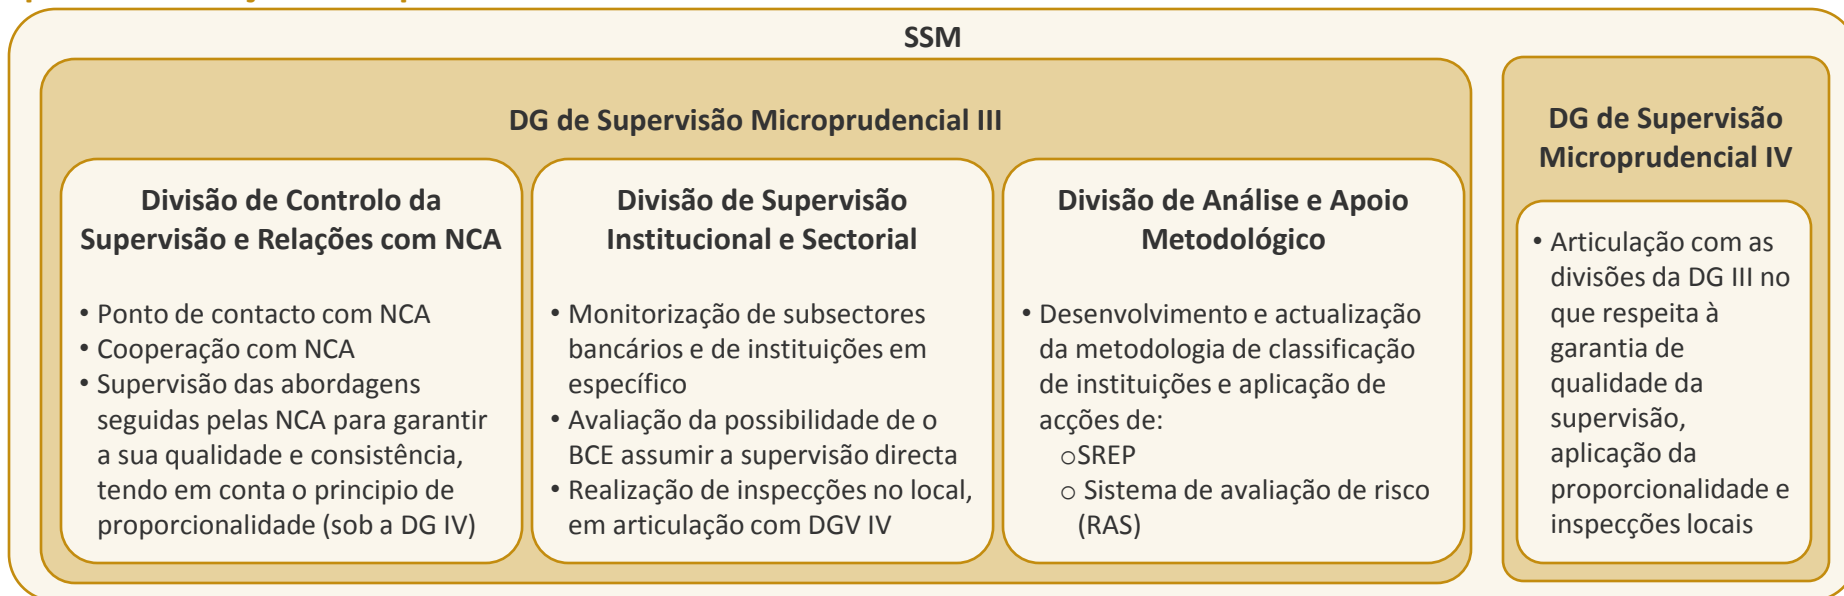 SSM
DG de Supervisão Microprudencial III
Divisão de Controlo da
Supervisão e Relações com NCA
• Ponto de contacto com NCA
• Cooperação com NCA
• Supervisão das abordagens
seguidas pelas NCA para garantir
a sua qualidade e consistência,
tendo em conta o principio de
proporcionalidade (sob a DG IV)
Divisão de Supervisão
Institucional e Sectorial
• Monitorização de subsectores
bancários e de instituições em
específico
• Avaliação da possibilidade de o
BCE assumir a supervisão directa
• Realização de inspecções no local,
em articulação com DGV IV
Divisão de Análise e Apoio
Metodológico
• Desenvolvimento e actualização
da metodologia de classificação
de instituições e aplicação de
acções de:
oSREP
o Sistema de avaliação de risco
(RAS)
DG de Supervisão
Microprudencial IV
• Articulação com as
divisões da DG III no
que respeita à
garantia de
qualidade da
supervisão,
aplicação da
proporcionalidade e
inspecções locais